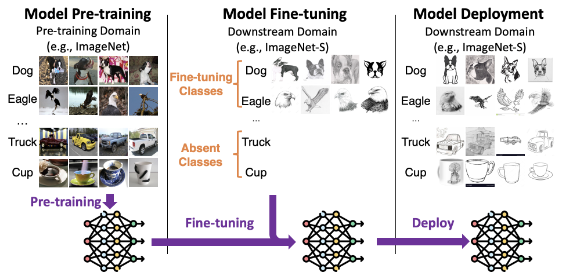 Model Pre-training
Pre-training Domain
(e.g., ImageNet)
Dog
Eagle
...
Truck
Cup
Pre-training
Model Fine-tuning
Downstream Domain
(e.g., ImageNet-S)
Fine-tuning
Classes
Dog
Eagle
...
Absent
Classes
Truck
Cup
Fine-tuning
Model Deployment
Downstream Domain
(e.g., ImageNet-S)
Dog
Eagle
...
Truck
Cup
Deploy